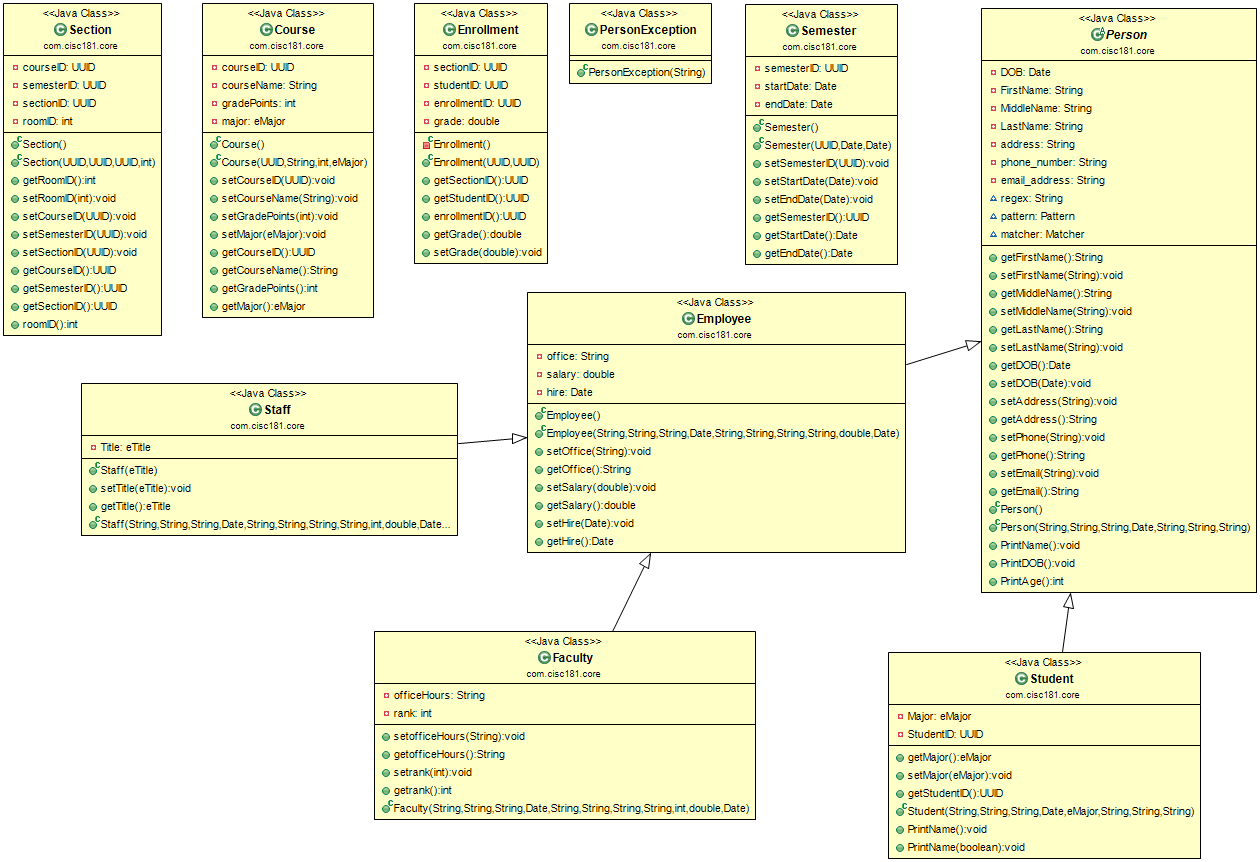 <<Java Class>>
Section
com.cisc181.core
courseID: UUID
semesterID: UUID
sectionID: UUID
roomID: int
Section()
Section(UUID,UUID,UUID,int)
getRoomID():int
setRoomID(int):void
setCourseID(UUID):void
setSemesterID(UUID):void
setSectionID(UUID):void
getCourseID():UUID
getSemesterID():UUID
getSectionID():UUID
roomID():int
<<Java Class>>
Course
com.cisc181.core
courseID: UUID
courseName: String
gradePoints: int
major: eMajor
Course()
Course(UUID,String,int,eMajor)
setCourseID(UUID):void
setCourseName(String):void
setGradePoints(int):void
setMajor(eMajor):void
getCourseID():UUID
getCourseName():String
getGradePoints():int
getMajor():eMajor
<<Java Class>>
Enrollment
com.cisc181.core
sectionID: UUID
studentID: UUID
enrollmentID: UUID
grade: double
Enrollment()
Enrollment(UUID,UUID)
getSectionID():UUID
getStudentID():UUID
enrollmentID():UUID
getGrade():double
setGrade(double):void
<<Java Class>>
PersonException
com.cisc181.core
PersonException(String)
<<Java Class>>
Semester
com.cisc181.core
semesterID: UUID
startDate: Date
endDate: Date
Semester()
Semester(UUID,Date,Date)
setSemesterID(UUID):void
setStartDate(Date):void
setEndDate(Date):void
getSemesterID():UUID
getStartDate():Date
getEndDate():Date
<<Java Class>>
Person
com.cisc181.core
DOB: Date
FirstName: String
MiddleName: String
LastName: String
address: String
phone_number: String
email_address: String
regex: String
pattern: Pattern
matcher: Matcher
getFirstName():String
setFirstName(String):void
getMiddleName():String
setMiddleName(String):void
getLastName():String
setLastName(String):void
getDOB():Date
setDOB(Date):void
setAddress(String):void
getAddress():String
setPhone(String):void
getPhone():String
setEmail(String):void
getEmail():String
Person()
Person(String,String,String,Date,String,String,String)
PrintName():void
PrintDOB():void
PrintAge():int
<<Java Class>>
Employee
com.cisc181.core
office: String
salary: double
hire: Date
Employee()
Employee(String,String,String,Date,String,String,String,String,double,Date)
setOffice(String):void
getOffice():String
setSalary(double):void
getSalary():double
setHire(Date):void
getHire():Date
<<Java Class>>
Staff
com.cisc181.core
Title: eTitle
Staff(eTitle)
setTitle(eTitle):void
getTitle():eTitle
Staff(String,String,String,Date,String,String,String,String,int,double,Date...
<<Java Class>>
Faculty
com.cisc181.core
officeHours: String
rank: int
setofficeHours(String):void
getofficeHours():String
setrank(int):void
getrank():int
Faculty(String,String,String,Date,String,String,String,String,int,double,Date)
<<Java Class>>
Student
com.cisc181.core
Major: eMajor
StudentID: UUID
getMajor():eMajor
setMajor(eMajor):void
getStudentID():UUID
Student(String,String,String,Date,eMajor,String,String,String)
PrintName():void
PrintName(boolean):void